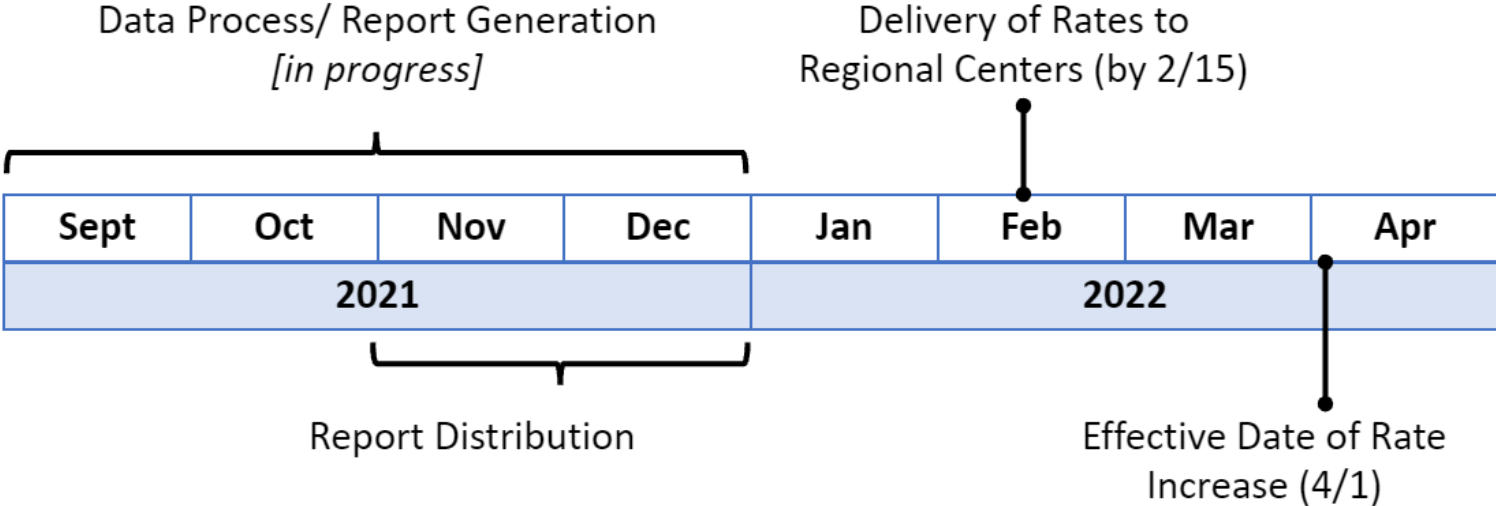 Data Process/ Report Generation
[in progress]
Delivery of Rates to
Regional Centers (by 2/15)
Sept Oct Nov Dec Jan Feb Mar Apr
2021 2022
Report Distribution
Effective Date of Rate
Increase (4/1)